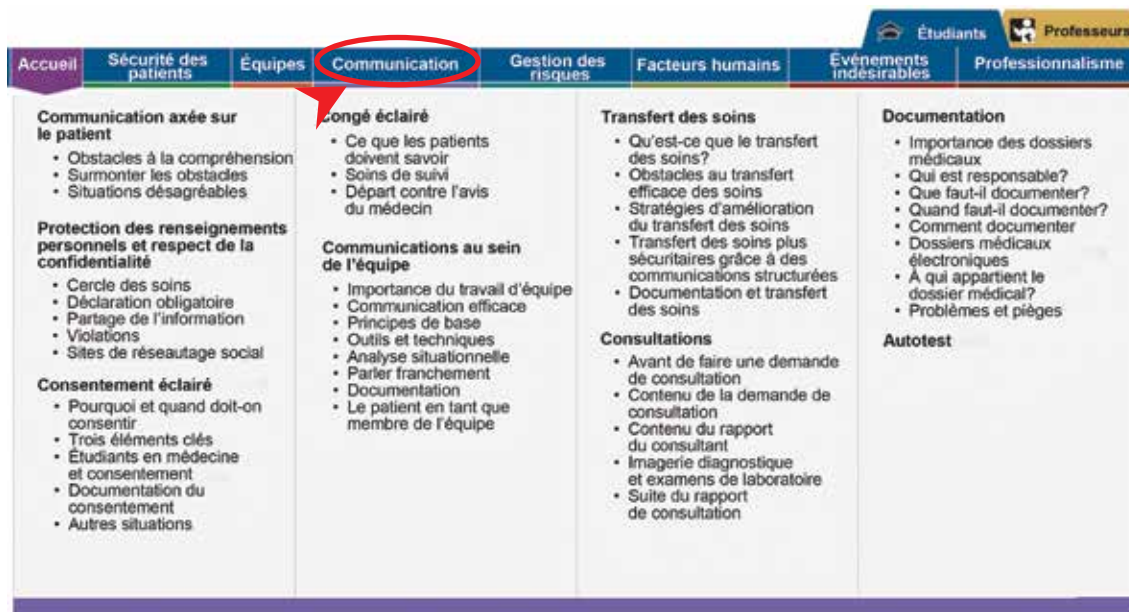 Étudiants
Professeurs
Accueil
Sécurité des
patients
Équipes
Communication
Gestion des
risques
Facteurs humains
Événements
indésirables
Professionnalisme
Communication axée sur
le patient
• Obstacles à la compréhension
• Surmonter les obstacles
• Situations désagréables
Protection des renseignements
personnels et respect de la
confidentialité
• Cercle des soins
• Déclaration obligatoire
• Partage de l'information
• Violations
• Sites de réseautage social
Consentement éclairé
• Pourquoi et quand doit-on
consentir
• Trois éléments clés
• Étudiants en médecine
et consentement
• Documentation du
consentement
• Autres situations
Congé éclairé
• Ce que les patients
doivent savoir
• Soins de suivi
• Départ contre l'avis
du médecin
Communications au sein
de l'équipe
• Importance du travail d'équipe
• Communication efficace
• Principes de base
• Outils et techniques
• Analyse situationnelle
• Parler franchement
• Documentation
• Le patient en tant que
membre de l'équipe
Transfert des soins
• Qu'est-ce que le transfert
des soins?
• Obstacles au transfert
efficace des soins
• Stratégies d'amélioration
du transfert des soins
• Transfert des soins plus
sécuritaires grâce à des
communications structurées
• Documentation et transfert
des soins
Consultations
• Avant de faire une demande
de consultation
• Contenu de la demande de
consultation
• Contenu du rapport
du consultant
• Imagerie diagnostique
et examens de laboratoire
• Suite du rapport
de consultation
Documentation
• Importance des dossiers
médicaux
• Qui est responsable?
• Que faut-il documenter?
• Quand faut-il documenter?
• Comment documenter
• Dossiers médicaux
électroniques
• À qui appartient le
dossier médical?
• Problèmes et pièges
Autotest